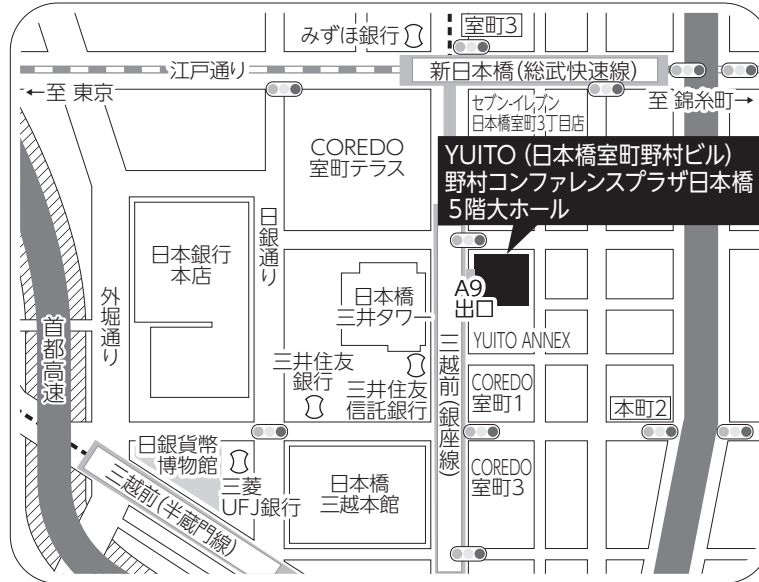 みずほ銀行
室町3
江戸通り
新日本橋(総武快速線)
←至 東京
セブン-イレブン
日本橋室町3丁目店
至 錦糸町→
COREDO
室町テラス
YUITO (日本橋室町野村ビル)
野村コンファレンスプラザ日本橋
5階大ホール
日銀通り
日本銀行
本店
日本橋
三井タワー
A9
出口
外堀通り
首都高速
YUITO ANNEX
三越前(銀座線)
三井住友
銀行
三井住友
信託銀行
COREDO
室町1
本町2
日銀貨幣
博物館
三菱
UFJ銀行
日本橋
三越本館
COREDO
室町3
三越前(半蔵門線)